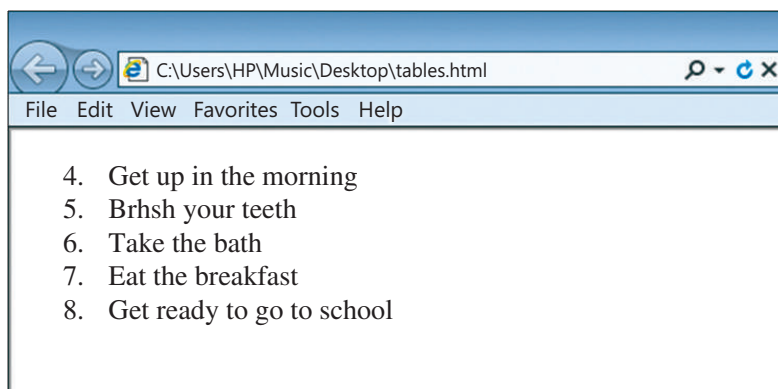 C:\Users\HP\Music\Desktop\tables.html
File Edit View Favorites Tools Help
4. Get up in the morning
5. Brhsh your teeth
6. Take the bath
7. Eat the breakfast
8. Get ready to go to school